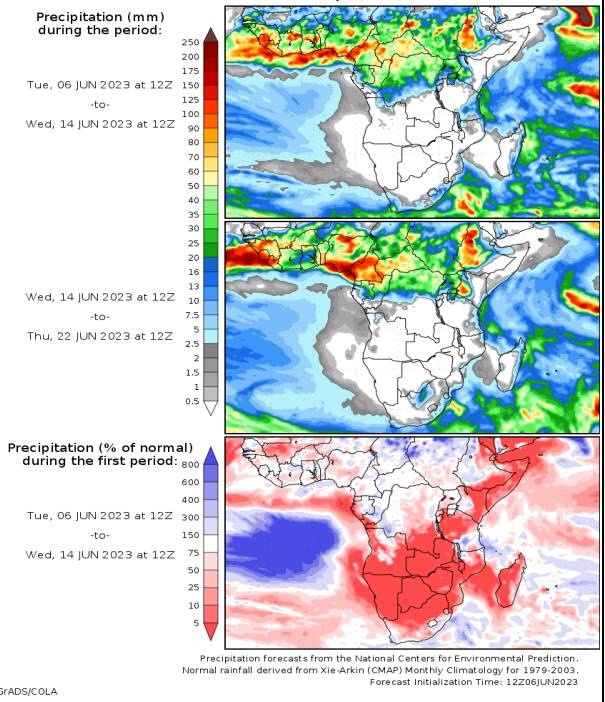 Precipitation (mm)
during the period:
250
200
175
150
125
100
90
80
70
60
50
40
35
30
25
20
16
13
10
7.5
5
2.5
2
1.5
1
0.5
Tue, 06 JUN 2023 at 12Z
-to-
Wed, 14 JUN 2023 at 12Z
Wed, 14 JUN 2023 at 12Z
-to-
Thu, 22 JUN 2023 at 12Z
Precipitation (% of normal)
during the first period:
800
600
400
300
150
75
50
25
10
5
Tue, 06 JUN 2023 at 12Z
-to-
Wed, 14 JUN 2023 at 12Z
Precipitation forecasts from the National Centers for Environmental Prediction.
Normal rainfall derived from Xie-Arkin (CMAP) Monthly Climatology for 1979-2003.
Forecast Initialization Time: 12Z06JUN2023
GrADS/COLA